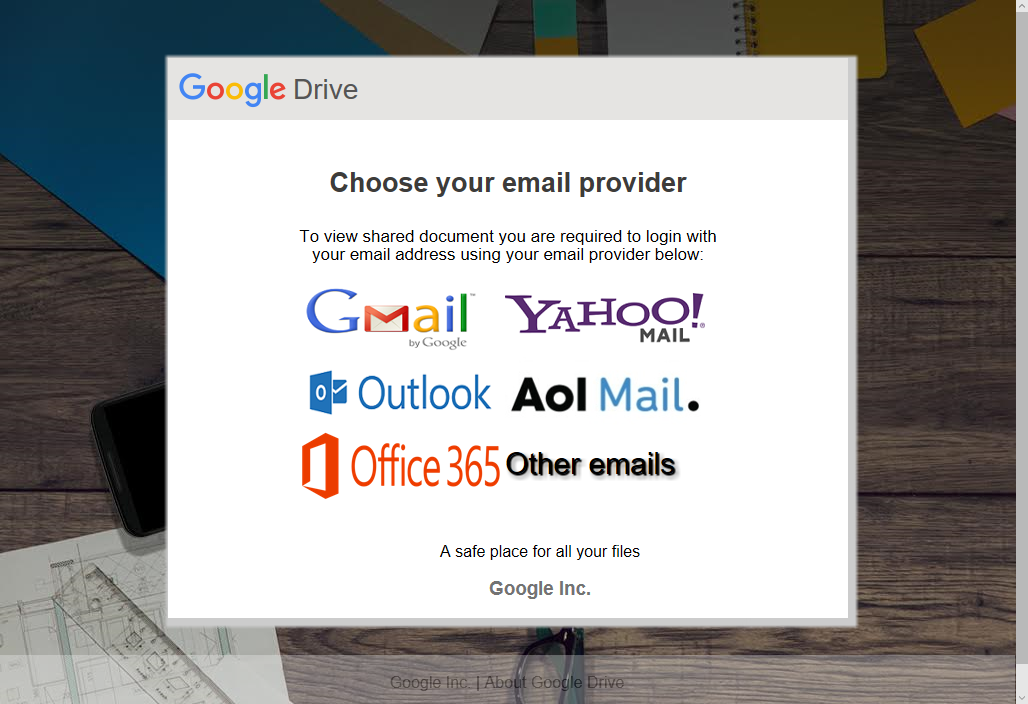 Google Drive
Choose your email provider
To view shared document you are required to login with
your email address using your email provider below:
Gmail™
by Google
YAHOO!®
MAIL
Outlook
Aol Mail.
Office 365
Other emails
A safe place for all your files
Google Inc.
Google Inc. | About Google Drive